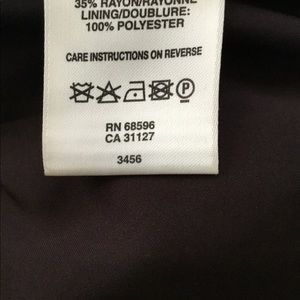 35% RAYON/RAYONNE
LINING/DOUBLURE:
100% POLYESTER
CARE INSTRUCTIONS ON REVERSE
P
RN 68596
CA 31127
3456